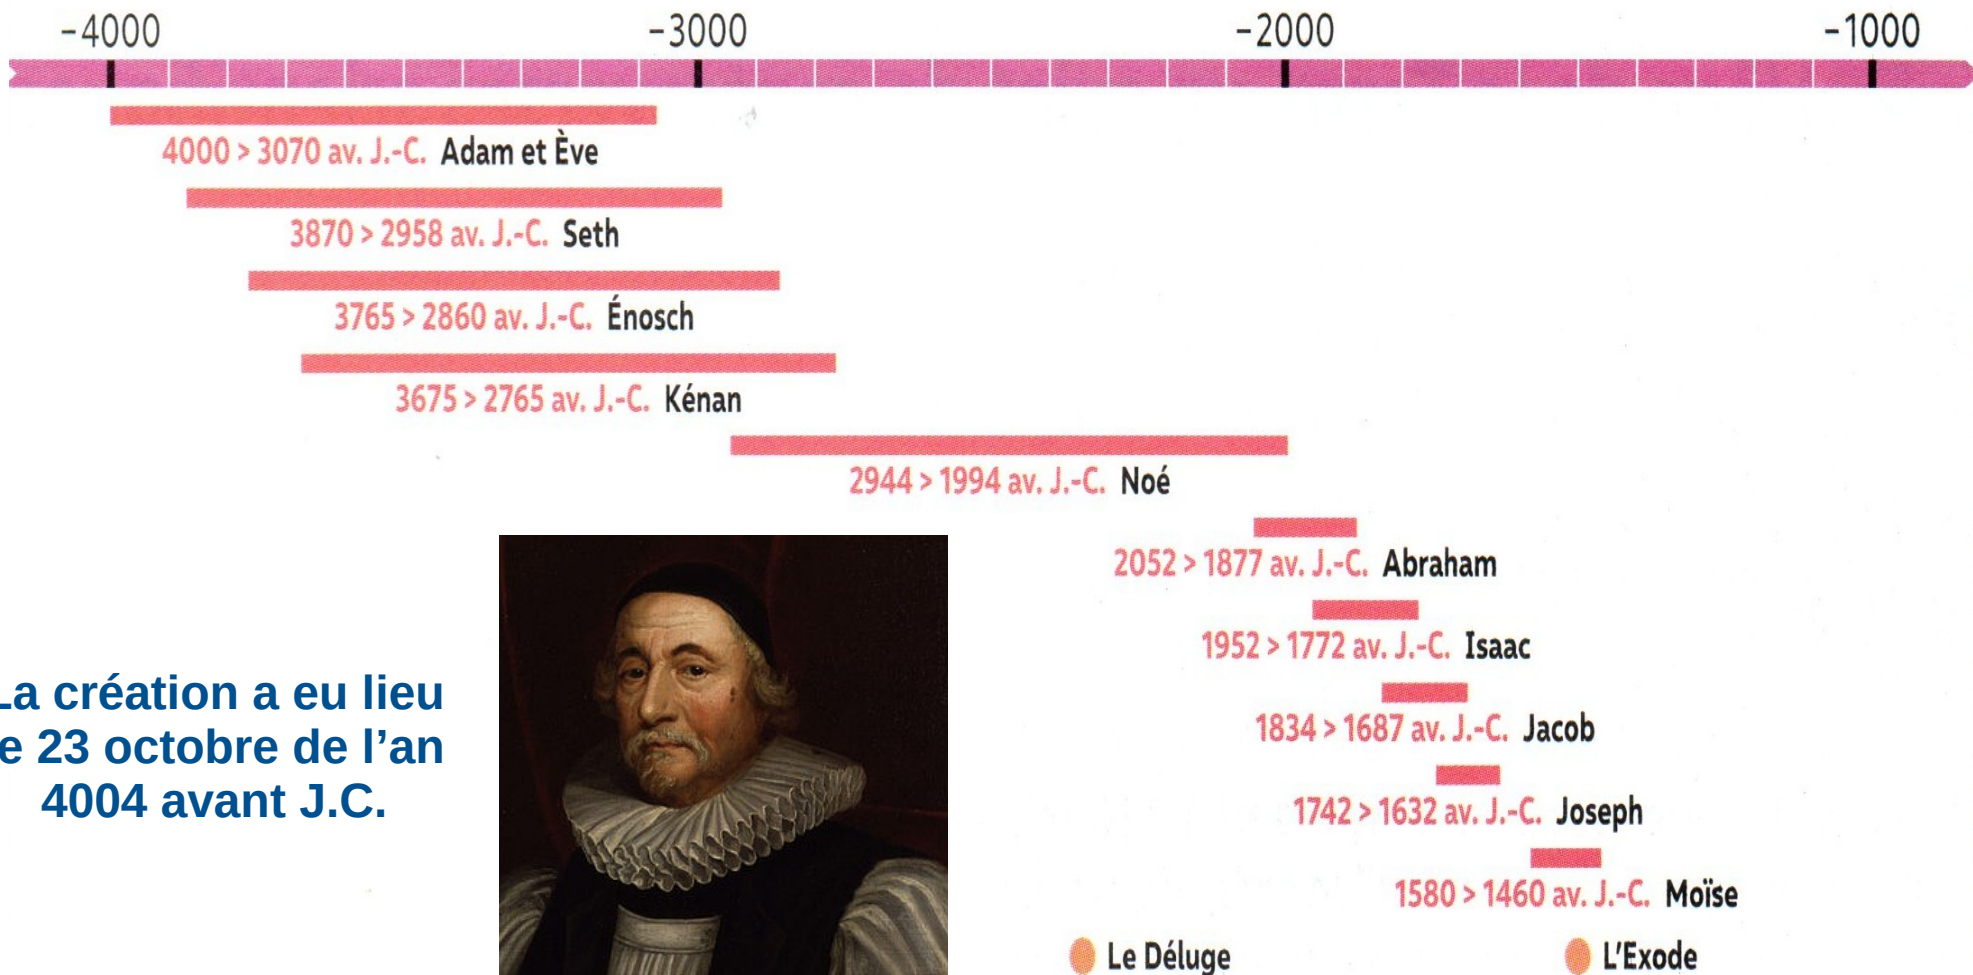 -4000 -3000 -2000 -1000
4000 > 3070 av. J.-C. Adam et Ève
3870 > 2958 av. J.-C. Seth
3765 > 2860 av. J.-C. Énosch
3675 > 2765 av. J.-C. Kénan
2944 > 1994 av. J.-C. Noé
2052 > 1877 av. J.-C. Abraham
1952 > 1772 av. J.-C. Isaac
1834 > 1687 av. J.-C. Jacob
1742 > 1632 av. J.-C. Joseph
1580 > 1460 av. J.-C. Moïse
Le Déluge L'Exode
La création a eu lieu
e 23 octobre de l’an
4004 avant J.C.